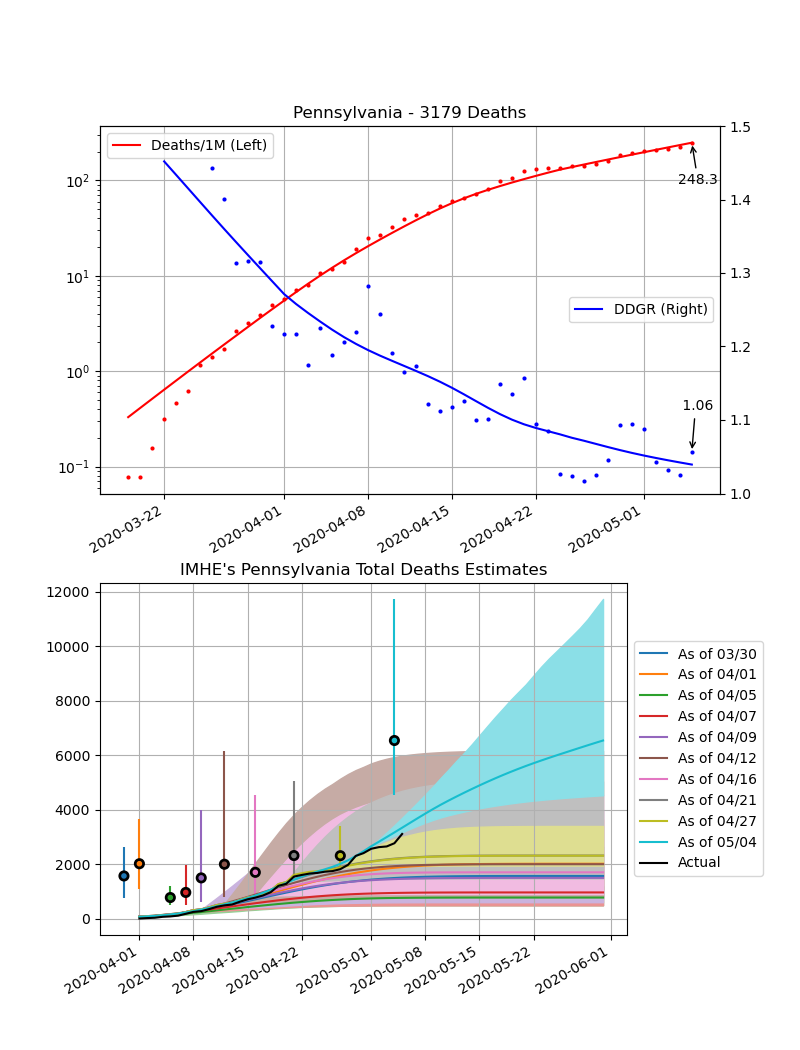 Pennsylvania - 3179 Deaths
Deaths/1M (Left)
DDGR (Right)
248.3
1.06
10²
10¹
10⁰
10⁻¹
1.5
1.4
1.3
1.2
1.1
1.0
2020-03-22
2020-04-01
2020-04-08
2020-04-15
2020-04-22
2020-05-01
IMHE's Pennsylvania Total Deaths Estimates
12000
10000
8000
6000
4000
2000
0
2020-04-01
2020-04-08
2020-04-15
2020-04-22
2020-05-01
2020-05-08
2020-05-15
2020-05-22
2020-06-01
As of 03/30
As of 04/01
As of 04/05
As of 04/07
As of 04/09
As of 04/12
As of 04/16
As of 04/21
As of 04/27
As of 05/04
Actual